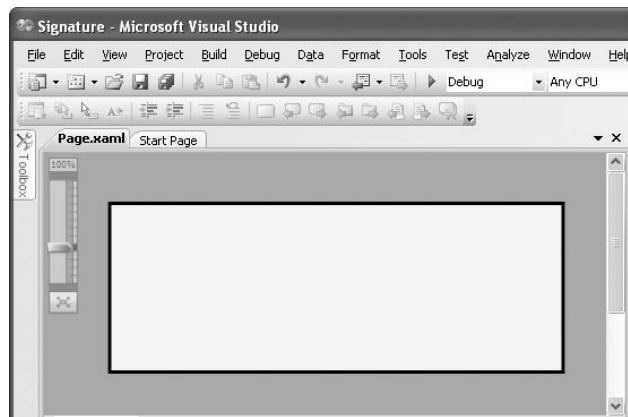 Signature - Microsoft Visual Studio
File Edit View Project Build Debug Data Format Tools Test Analyze Window Help
Debug Any CPU
Page.xaml Start Page
Toolbox
100%